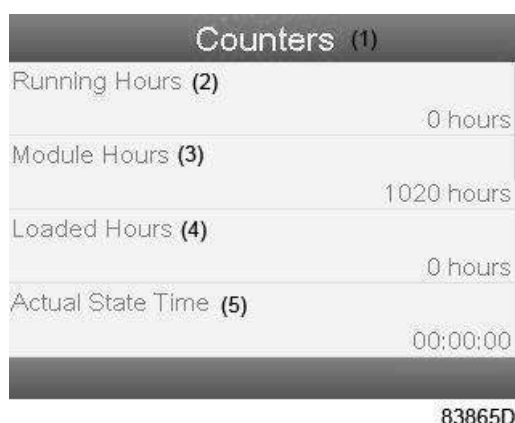 Counters (1)
Running Hours (2)
0 hours
Module Hours (3)
1020 hours
Loaded Hours (4)
0 hours
Actual State Time (5)
00:00:00
83865D